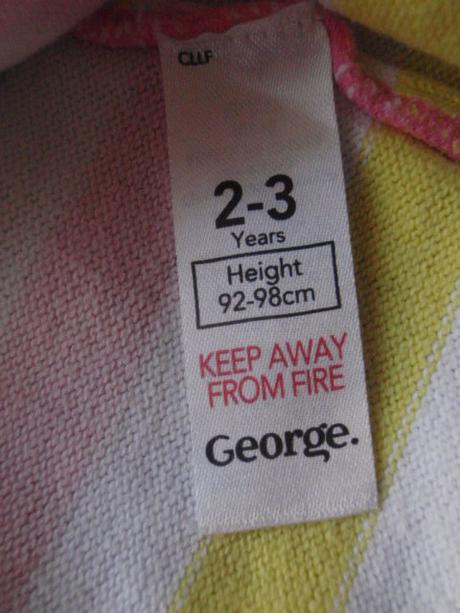 CLLF
2-3
Years
Height
92-98cm
KEEP AWAY
FROM FIRE
George.